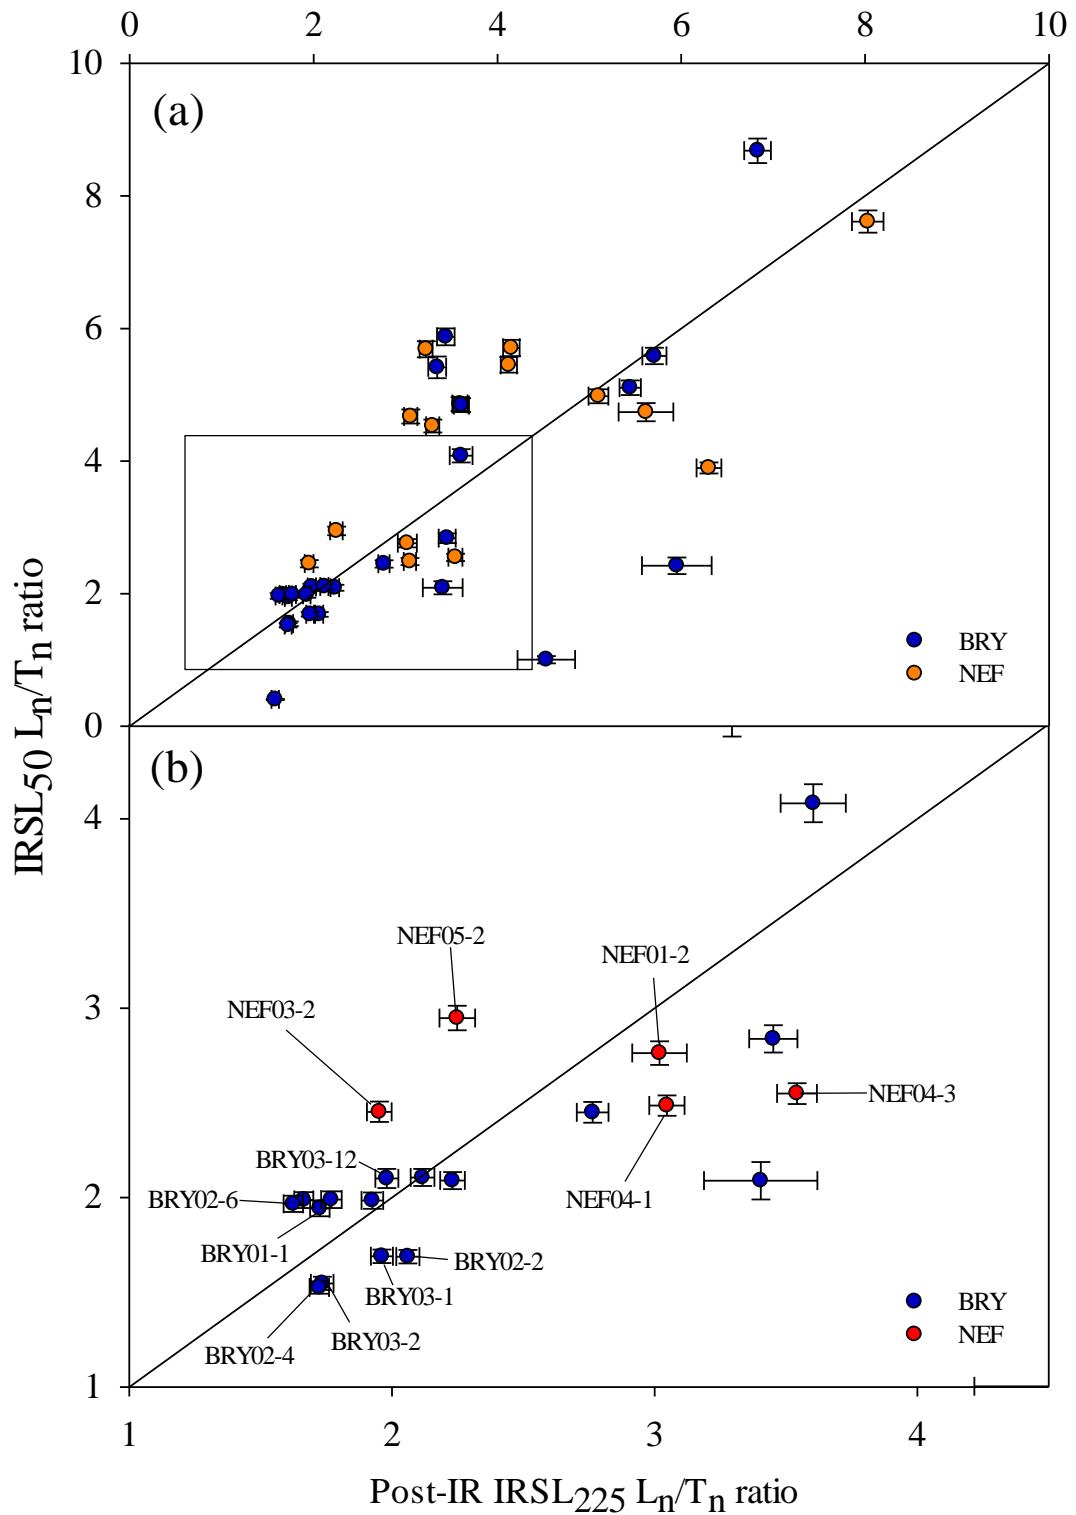 0 2 4 6 8 10
10
(a)
8
6
4
2
BRY
NEF
0
IRSL50 Ln/Tn ratio
(b)
4
NEF05-2
NEF01-2
3
NEF03-2
NEF04-3
BRY03-12
2
BRY02-6
NEF04-1
BRY01-1
BRY02-2
BRY03-1
BRY
BRY03-2
NEF
BRY02-4
1
1 2 3 4
Post-IR IRSL225 Ln/Tn ratio